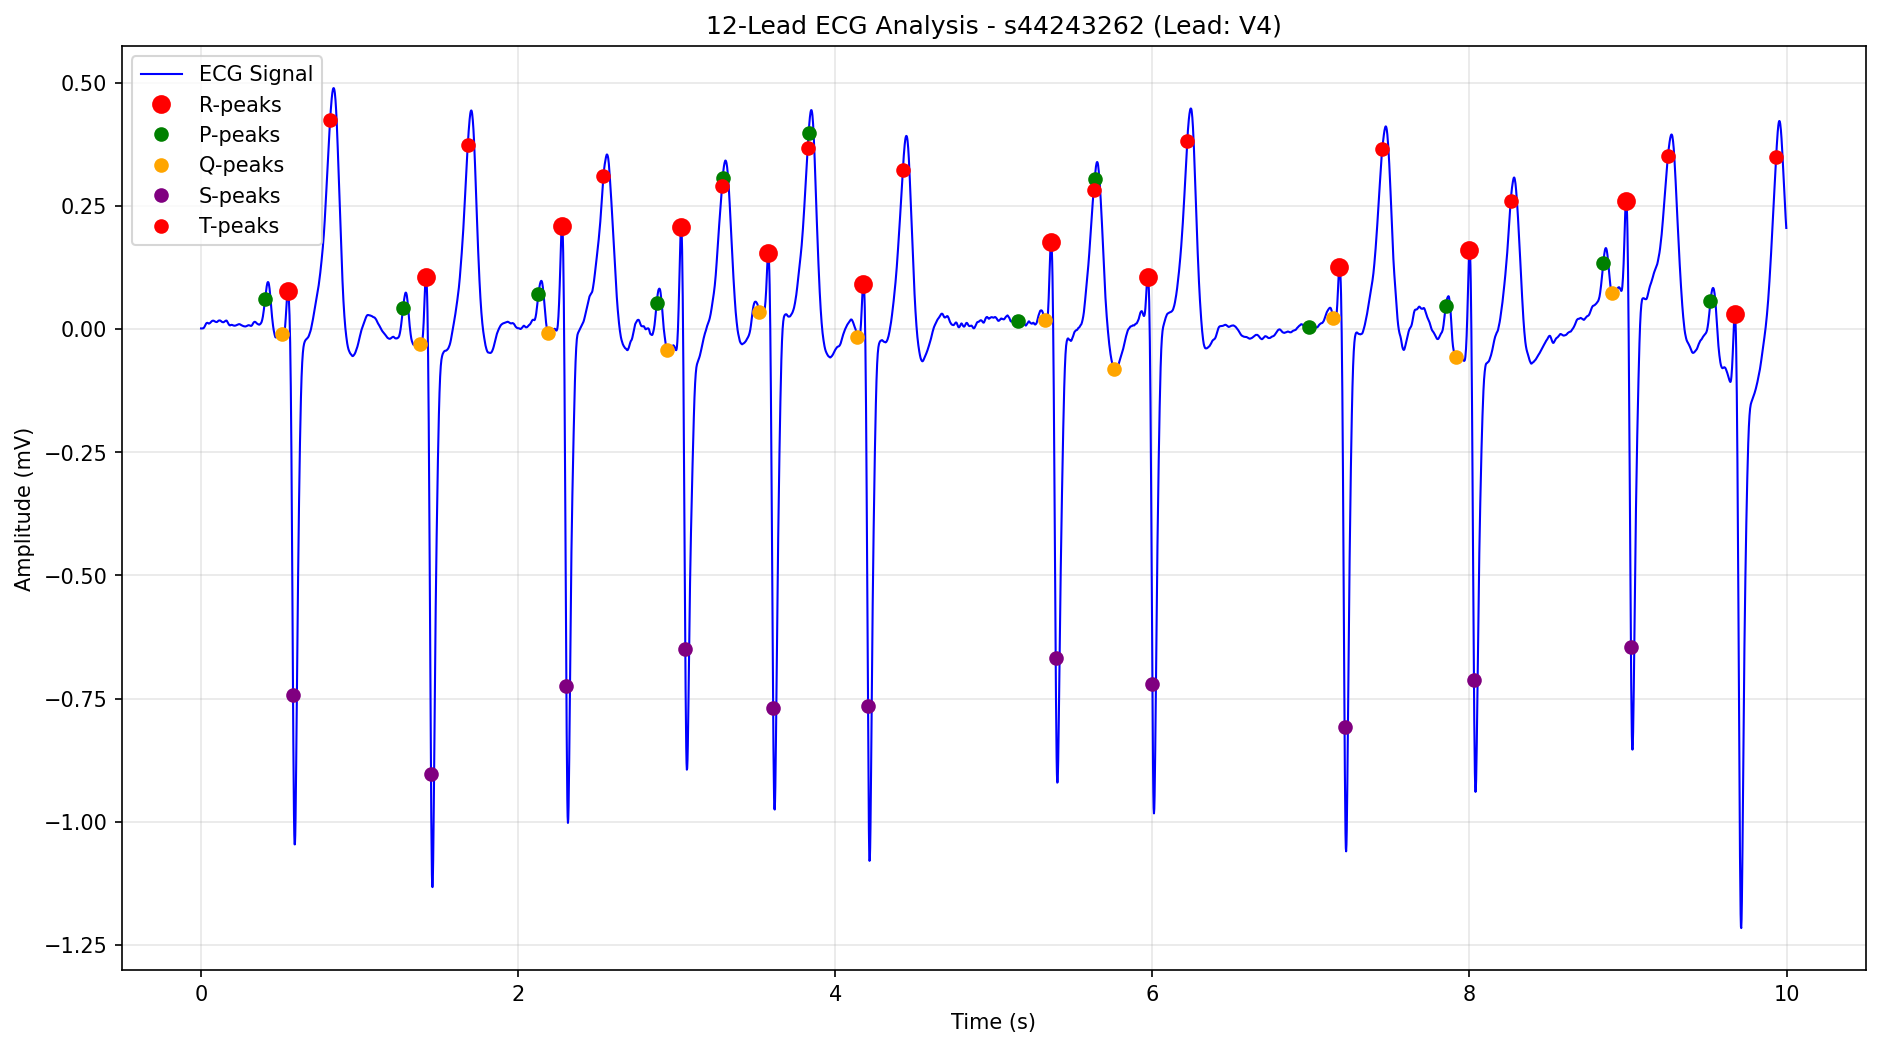 12-Lead ECG Analysis - s44243262 (Lead: V4)
ECG Signal
R-peaks
P-peaks
Q-peaks
S-peaks
T-peaks
Amplitude (mV)
0.50
0.25
0.00
−0.25
−0.50
−0.75
−1.00
−1.25
0 2 4 6 8 10
Time (s)